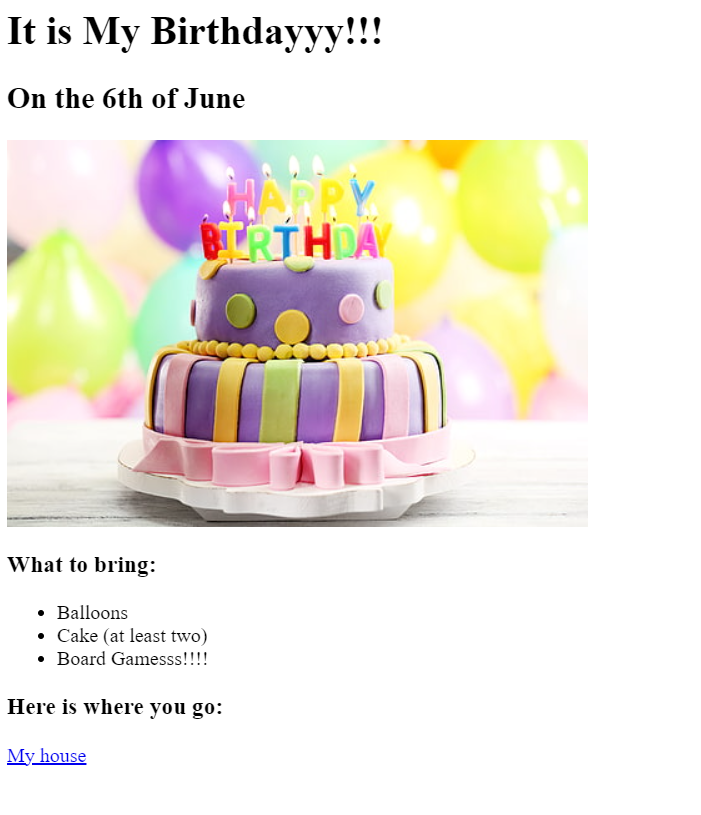 It is My Birthdayyy!!!
On the 6th of June
HAPPY
BIRTHDAY
What to bring:
Balloons
Cake (at least two)
Board Gamesss!!!!
Here is where you go:
My house